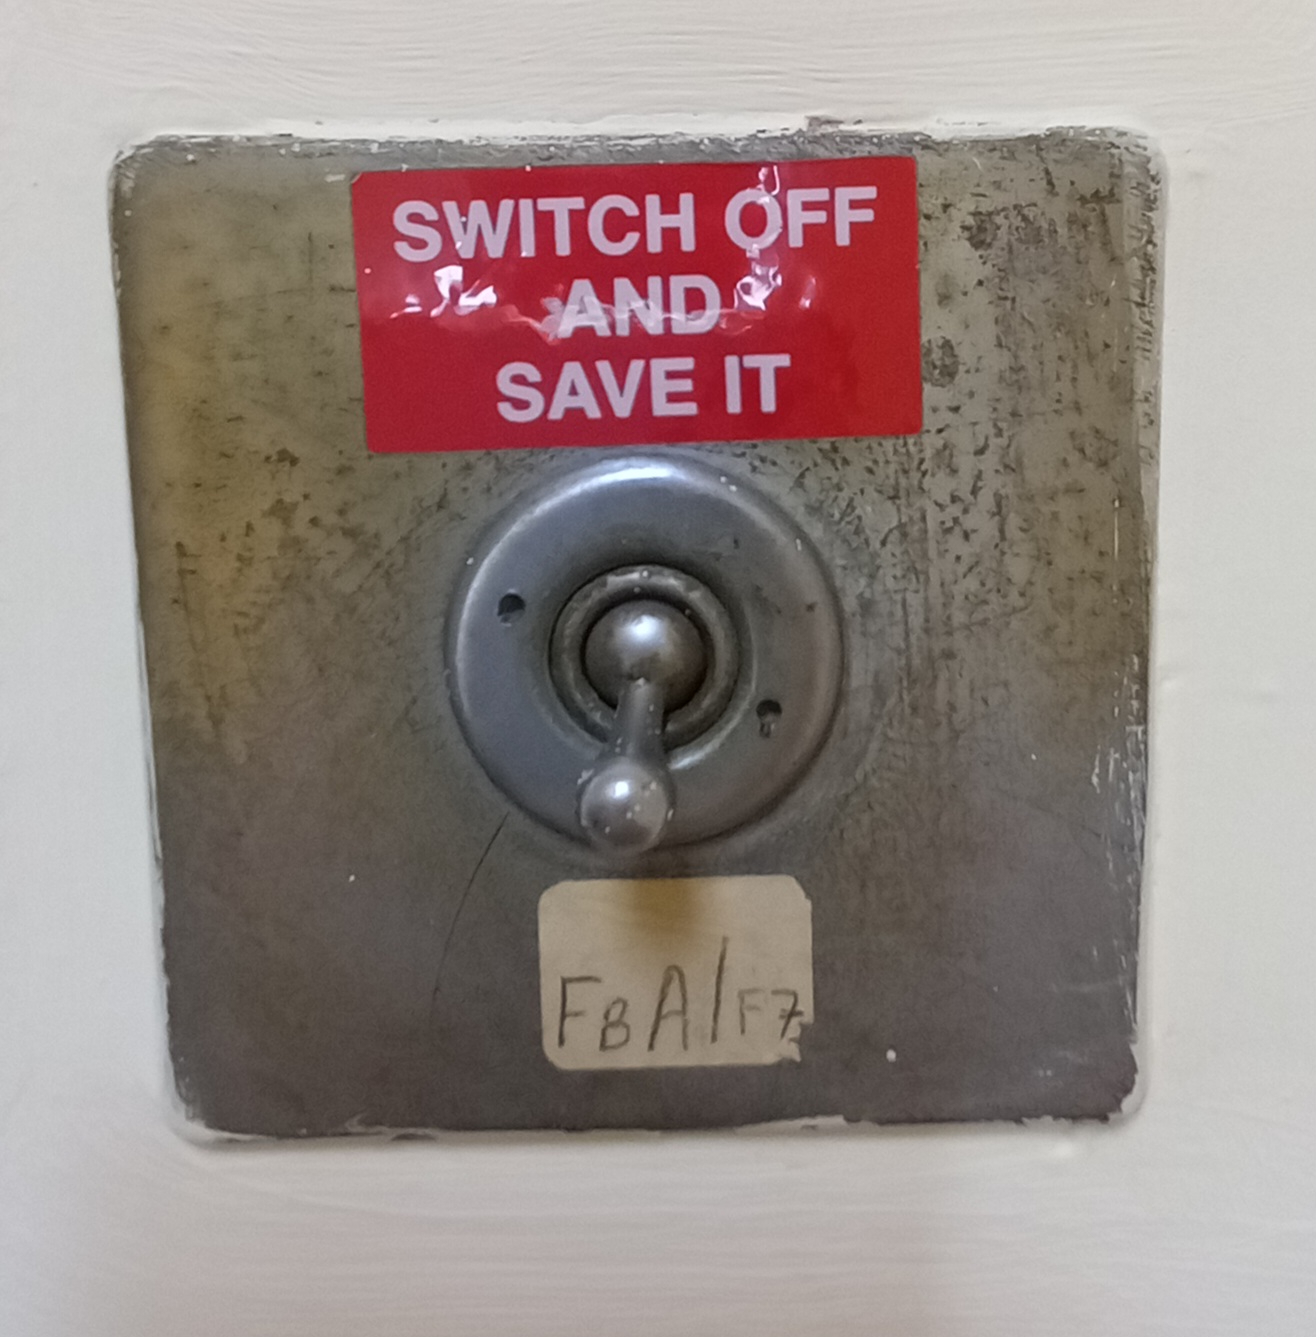 SWITCH OFF
AND
SAVE IT
FBA/F7